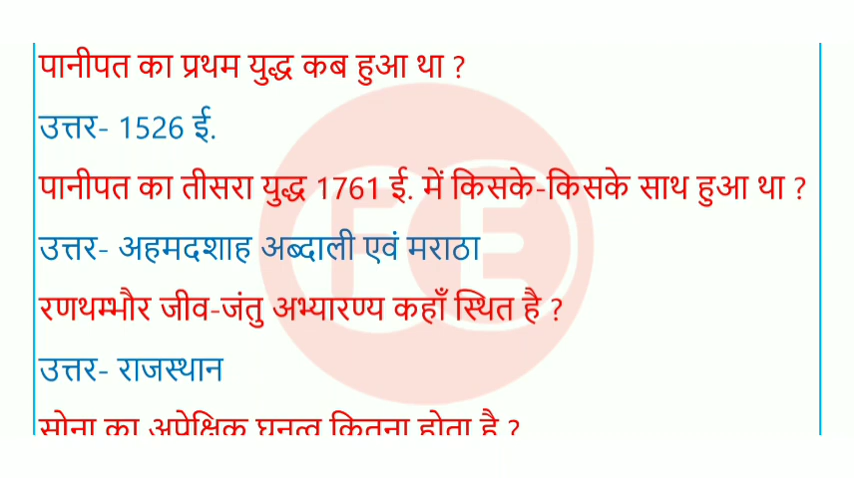 पानीपत का प्रथम युद्ध कब हुआ था ?
उत्तर- 1526 ई.
पानीपत का तीसरा युद्ध 1761 ई. में किसके-किसके साथ हुआ था ?
उत्तर- अहमदशाह अब्दाली एवं मराठा
रणथम्भौर जीव-जंतु अभ्यारण्य कहाँ स्थित है ?
उत्तर- राजस्थान
सोना का अपेक्षिक घनत्व कितना होता है ?